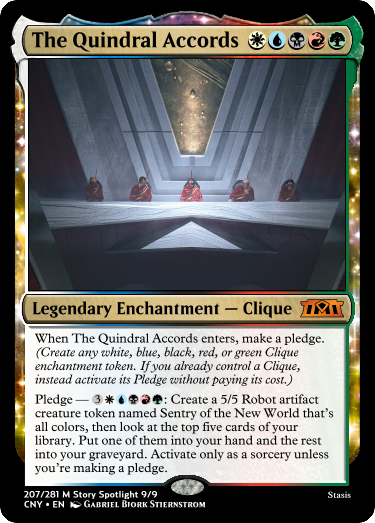 The Quindral Accords
Legendary Enchantment — Clique
When The Quindral Accords enters, make a pledge.
(Create any white, blue, black, red, or green Clique
enchantment token. If you already control a Clique,
instead activate its Pledge without paying its cost.)
Pledge — 3: Create a 5/5 Robot artifact
creature token named Sentry of the New World that's
all colors, then look at the top five cards of your
library. Put one of them into your hand and the rest
into your graveyard. Activate only as a sorcery unless
you're making a pledge.
207/281 M Story Spotlight 9/9
Stasis
CNY • EN Gabriel Bjork Stiernstrom